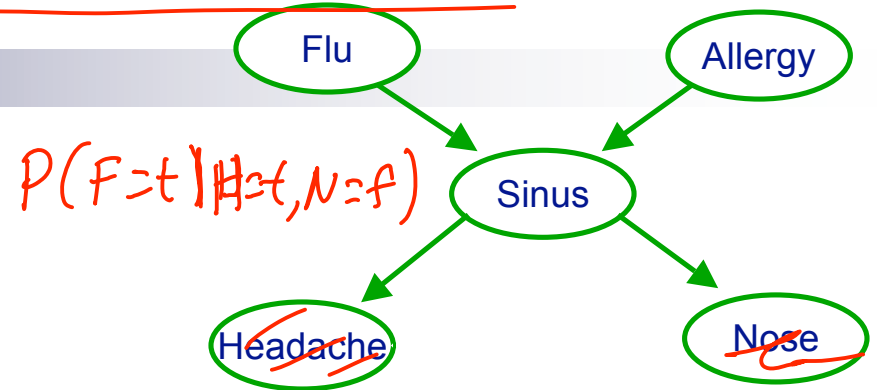 Flu
Allergy
P(F=t | H=t, N=f)
Sinus
Headache
Nose